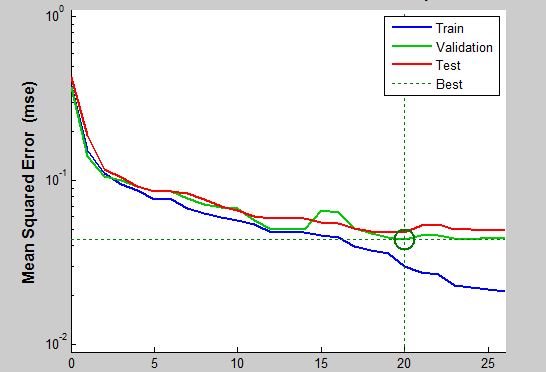 10^0
Train
Validation
Test
Best
Mean Squared Error (mse)
10^-1
10^-2
0 5 10 15 20 25